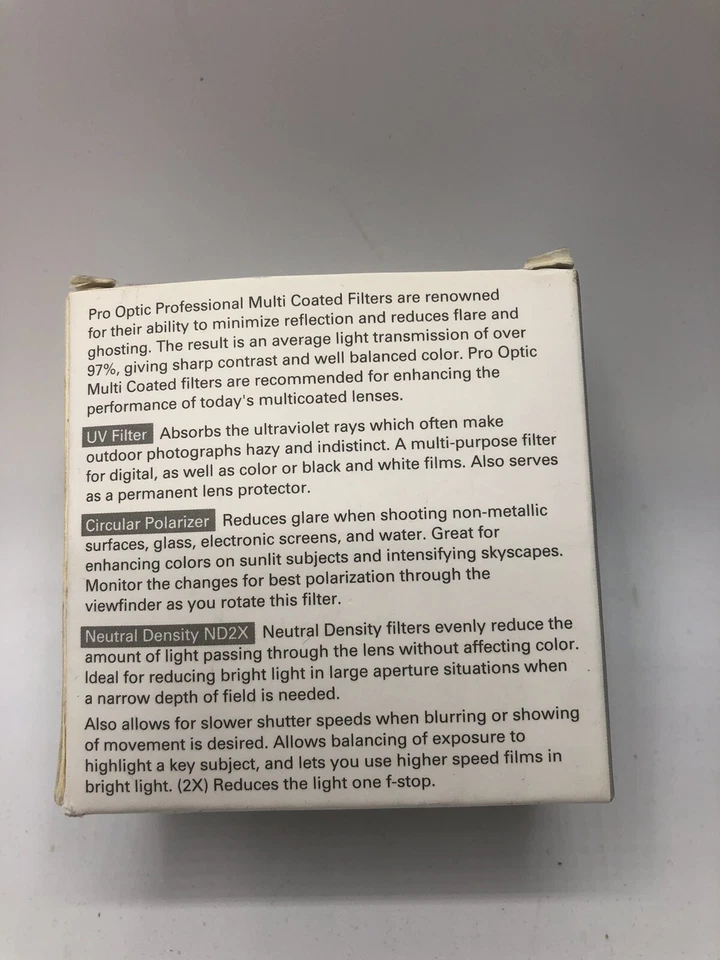 Pro Optic Professional Multi Coated Filters are renowned
for their ability to minimize reflection and reduces flare and
ghosting. The result is an average light transmission of over
97%, giving sharp contrast and well balanced color. Pro Optic
Multi Coated filters are recommended for enhancing the
performance of today's multicoated lenses.
UV Filter Absorbs the ultraviolet rays which often make
outdoor photographs hazy and indistinct. A multi-purpose filter
for digital, as well as color or black and white films. Also serves
as a permanent lens protector.
Circular Polarizer Reduces glare when shooting non-metallic
surfaces, glass, electronic screens, and water. Great for
enhancing colors on sunlit subjects and intensifying skyscapes.
Monitor the changes for best polarization through the
viewfinder as you rotate this filter.
Neutral Density ND2X Neutral Density filters evenly reduce the
amount of light passing through the lens without affecting color.
Ideal for reducing bright light in large aperture situations when
a narrow depth of field is needed.
Also allows for slower shutter speeds when blurring or showing
of movement is desired. Allows balancing of exposure to
highlight a key subject, and lets you use higher speed films in
bright light. (2X) Reduces the light one f-stop.